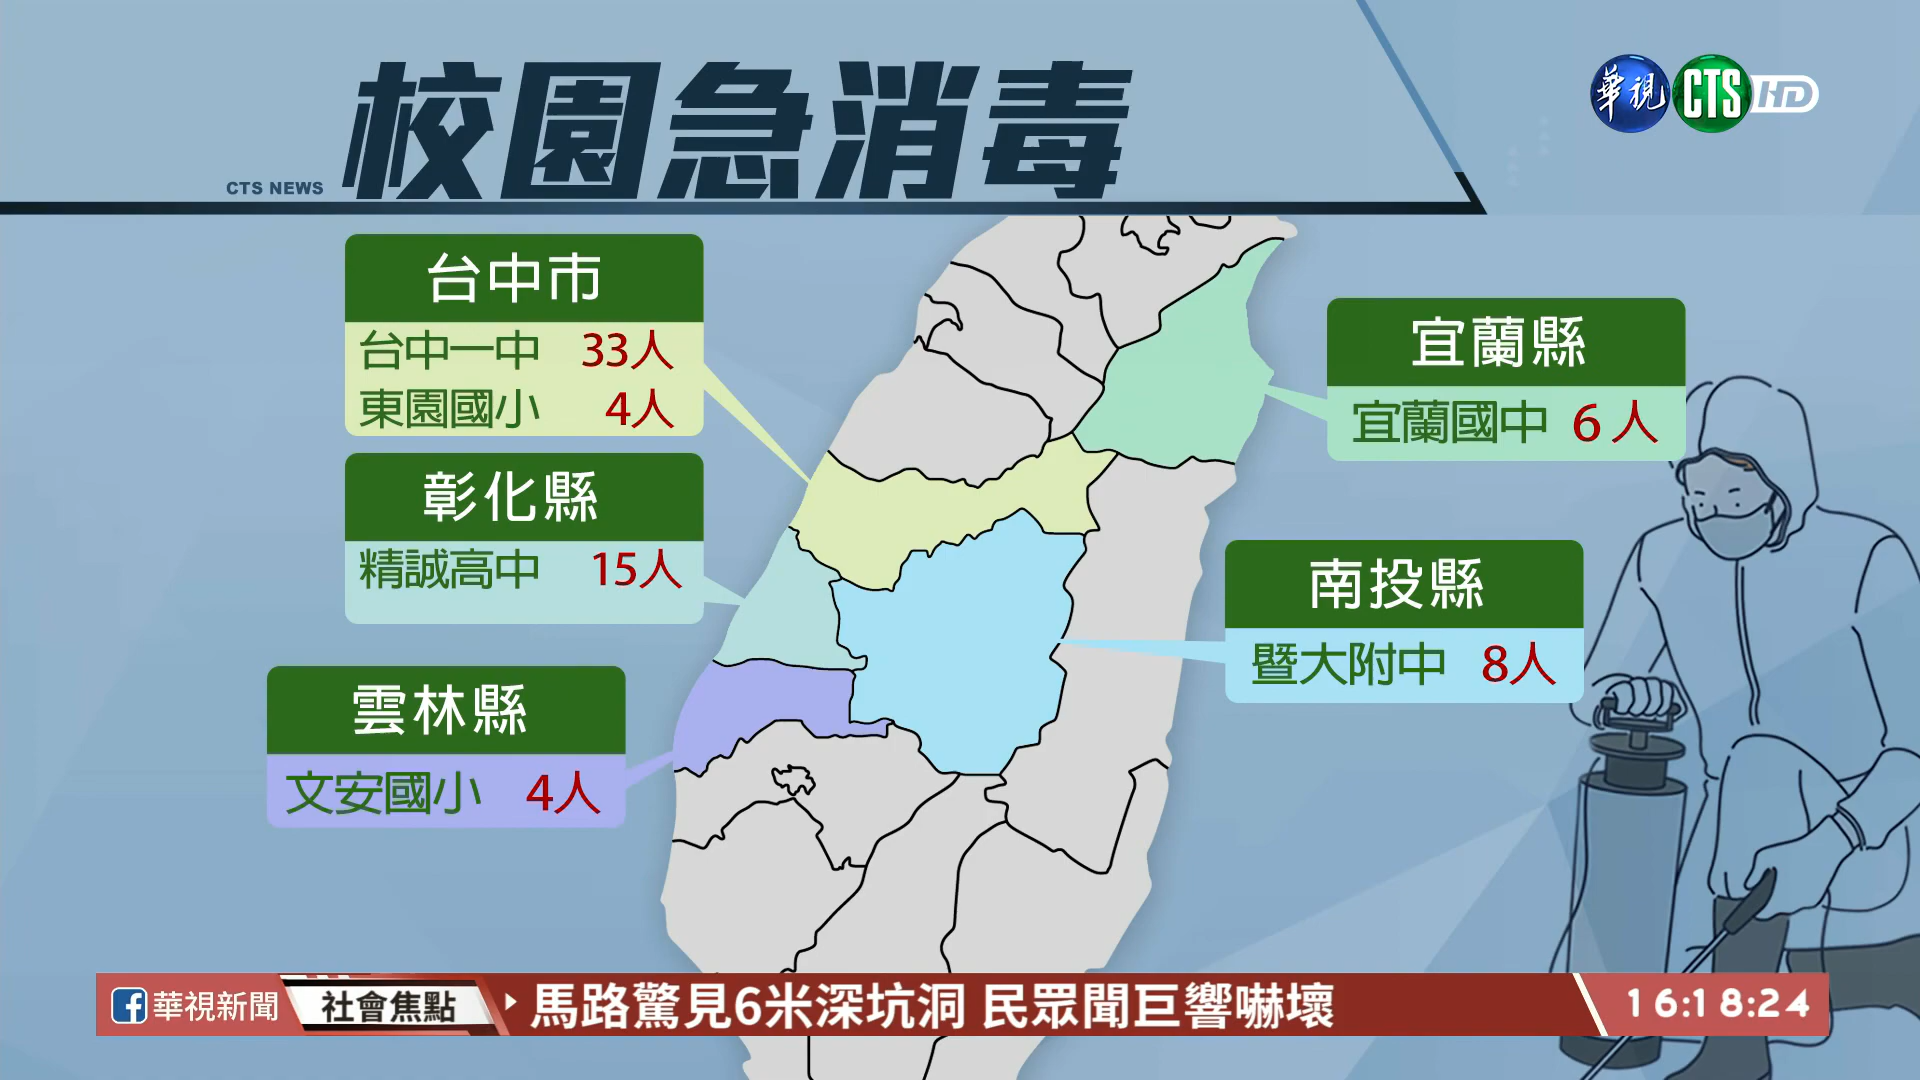 校園急消毒
CTS NEWS
華視 CTS HD
台中市
台中一中 33人
東園國小 4人
彰化縣
精誠高中 15人
雲林縣
文安國小 4人
宜蘭縣
宜蘭國中 6人
南投縣
暨大附中 8人
華視新聞 社會焦點 馬路驚見6米深坑洞 民眾聞巨響嚇壞 16:18:24